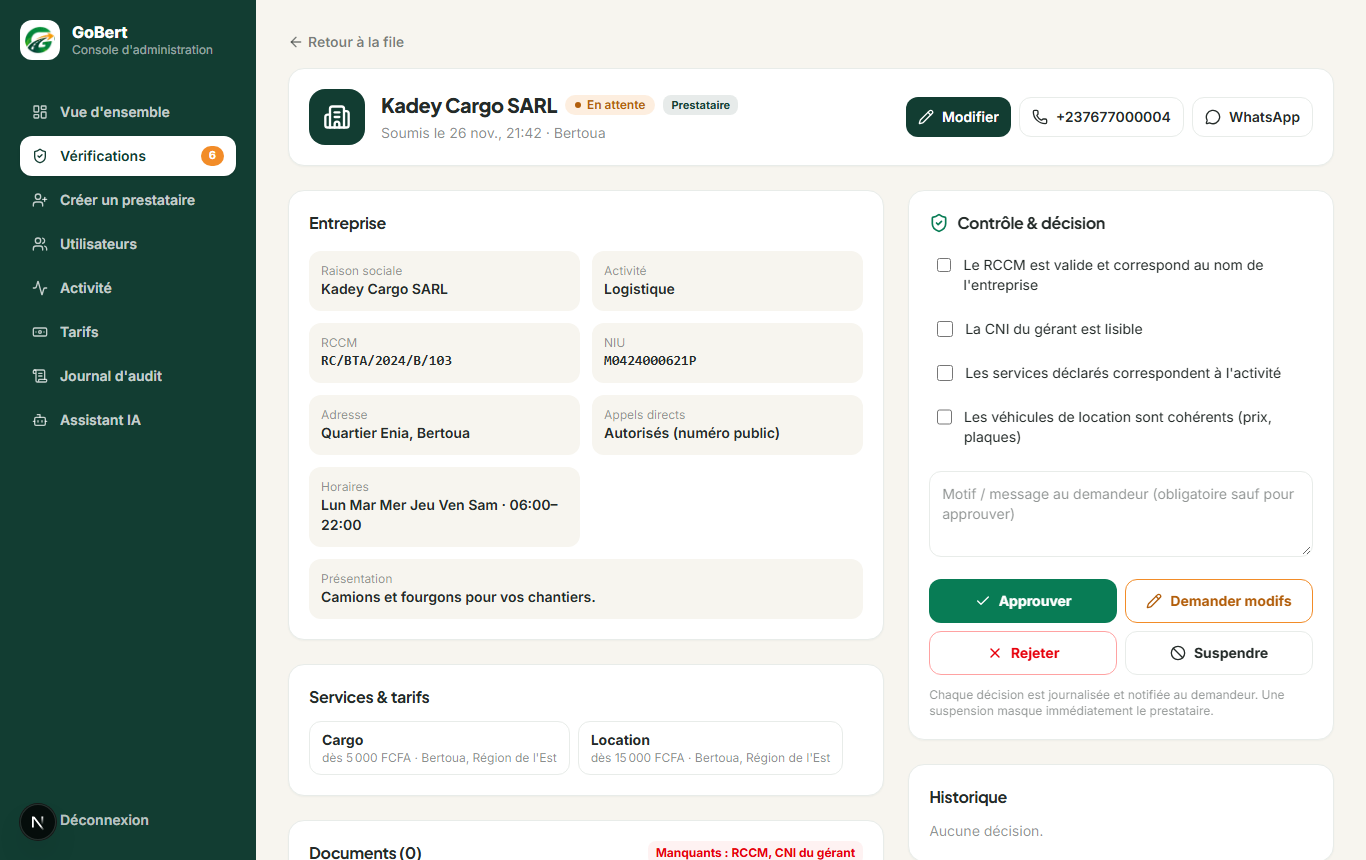 GoBert
Console d'administration
Vue d'ensemble
Vérifications
6
Créer un prestataire
Utilisateurs
Activité
Tarifs
Journal d'audit
Assistant IA
N
Déconnexion
Retour à la file
Kadey Cargo SARL
En attente
Prestataire
Soumis le 26 nov., 21:42 · Bertoua
Modifier
+237677000004
WhatsApp
Entreprise
Raison sociale
Kadey Cargo SARL
Activité
Logistique
RCCM
RC/BTA/2024/B/103
NIU
M0424000621P
Adresse
Quartier Enia, Bertoua
Appels directs
Autorisés (numéro public)
Horaires
Lun Mar Mer Jeu Ven Sam · 06:00–
22:00
Présentation
Camions et fourgons pour vos chantiers.
Services & tarifs
Cargo
dès 5 000 FCFA · Bertoua, Région de l'Est
Location
dès 15 000 FCFA · Bertoua, Région de l'Est
Documents (0)
Manquants : RCCM, CNI du gérant
Contrôle & décision
Le RCCM est valide et correspond au nom de
l'entreprise
La CNI du gérant est lisible
Les services déclarés correspondent à l'activité
Les véhicules de location sont cohérents (prix,
plaques)
Motif / message au demandeur (obligatoire sauf pour
approuver)
Approuver
Demander modifs
Rejeter
Suspendre
Chaque décision est journalisée et notifiée au demandeur. Une
suspension masque immédiatement le prestataire.
Historique
Aucune décision.